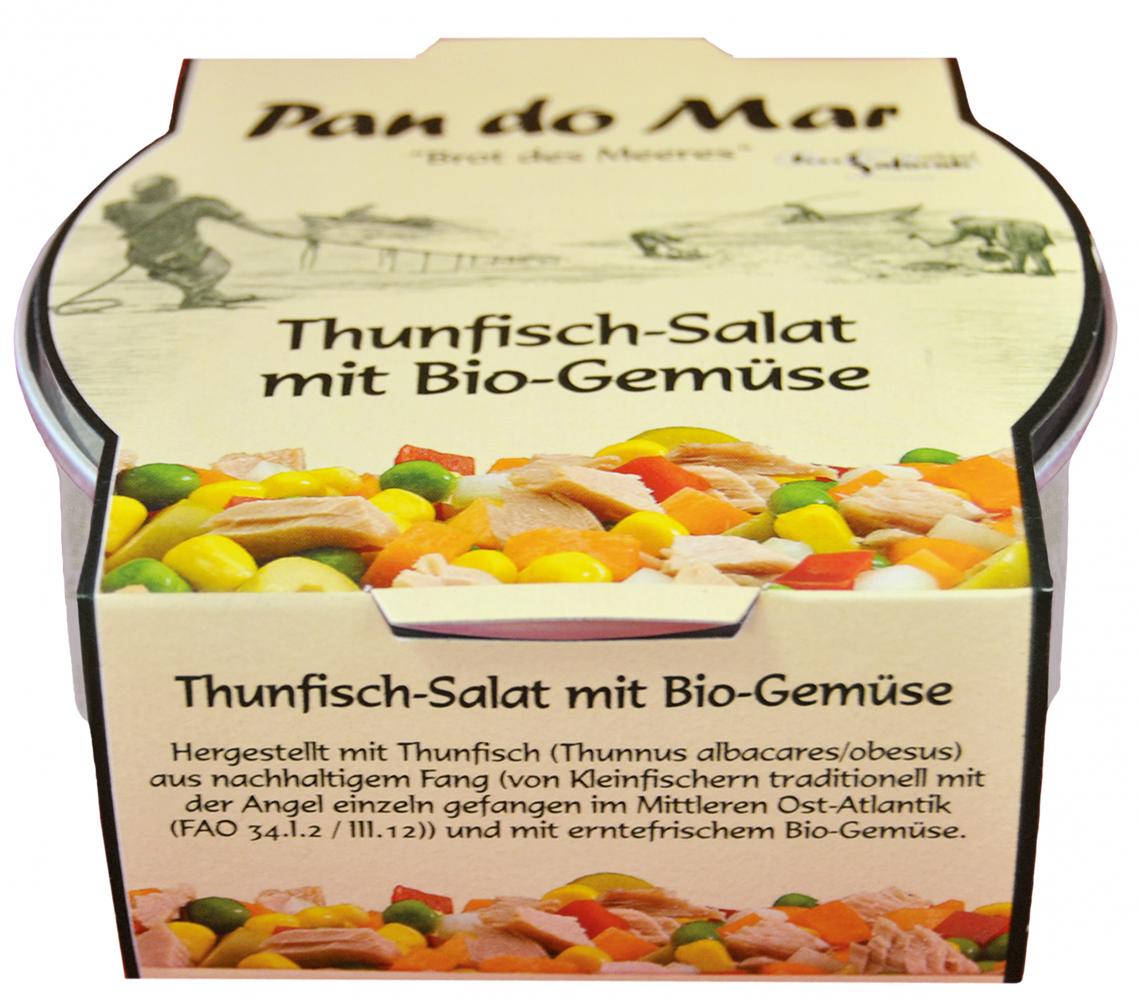 Pan do Mar
"Brot des Meeres"
Thunfisch-Salat
mit Bio-Gemüse
Thunfisch-Salat mit Bio-Gemüse
Hergestellt mit Thunfisch (Thunnus albacares/obesus)
aus nachhaltigem Fang (von Kleinfischern traditionell mit
der Angel einzeln gefangen im Mittleren Ost-Atlantik
(FAO 34.1.2 / III.12)) und mit erntefrischem Bio-Gemüse.